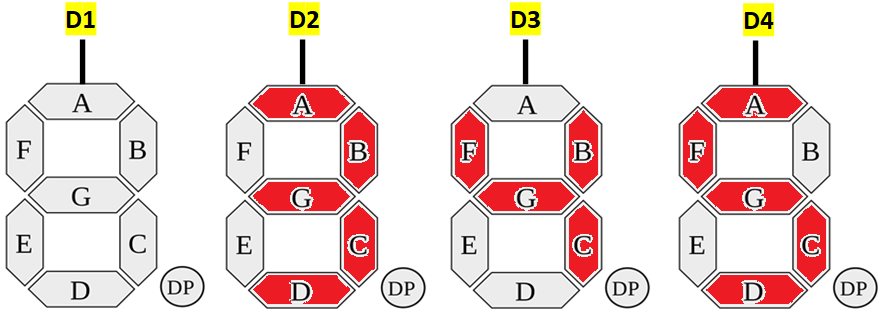 D1 D2 D3 D4
A A A A
F B F B F B F B
G G G G
E C E C E C E C
D DP D DP D DP D DP